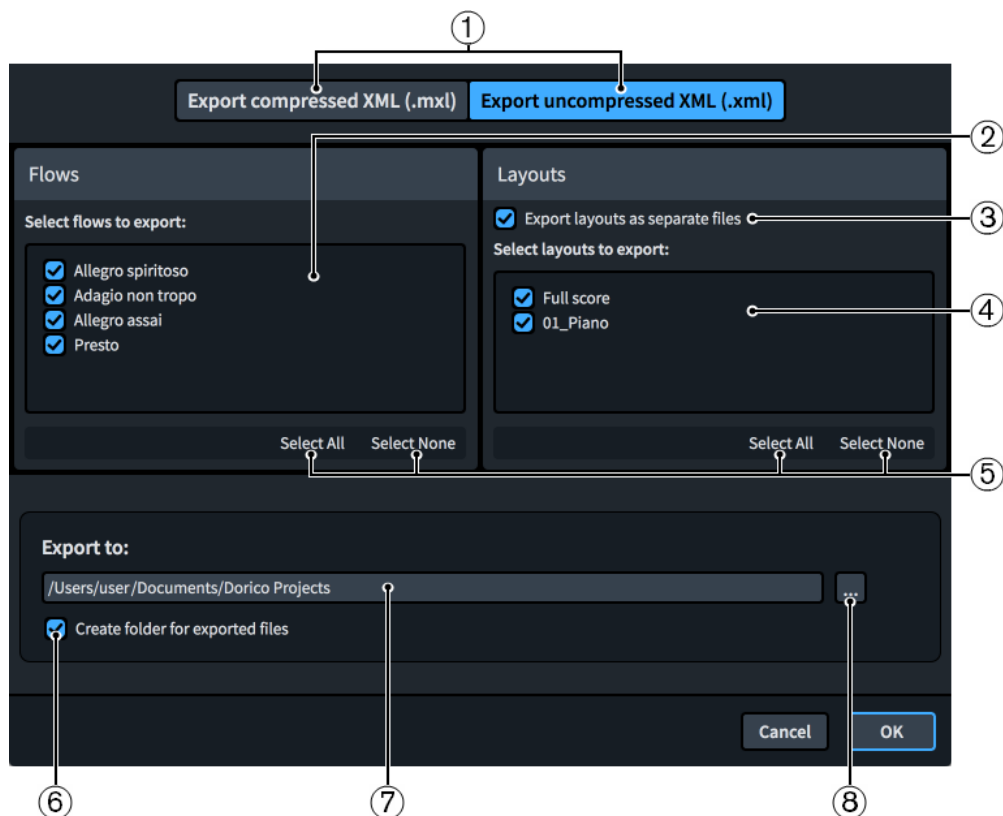 ①
Export compressed XML (.mxl)
Export uncompressed XML (.xml)
②
Flows
Select flows to export:
Allegro spiritoso
Adagio non tropo
Allegro assai
Presto
Select All
Select None
Layouts
③
Export layouts as separate files
Select layouts to export:
④
Full score
01_Piano
Select All
Select None
⑤
Export to:
/Users/user/Documents/Dorico Projects
...
Create folder for exported files
Cancel
OK
⑥
⑦
⑧